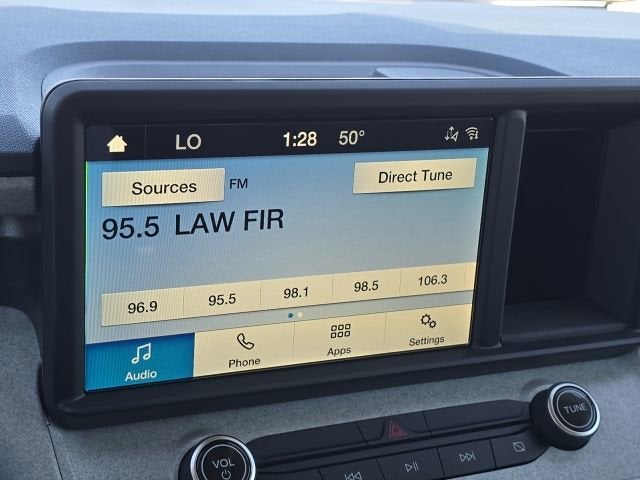 LO 1:28 50°
Sources FM Direct Tune
95.5 LAW FIR
96.9 95.5 98.1 98.5 106.3
Audio Phone Apps Settings
VOL TUNE